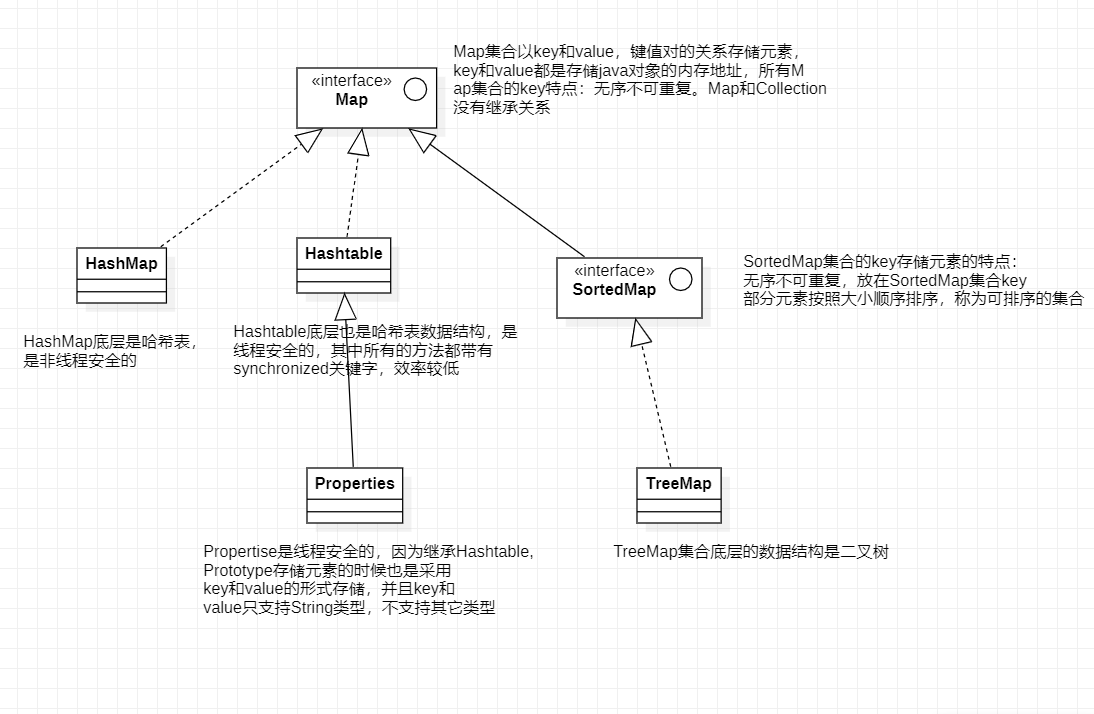 Map集合以key和value，键值对的关系存储元素，
key和value都是存储java对象的内存地址，所有M
ap集合的key特点：无序不可重复。Map和Collection
没有继承关系
«interface»
Map
HashMap
Hashtable
«interface»
SortedMap
SortedMap集合的key存储元素的特点：
无序不可重复，放在SortedMap集合key
部分元素按照大小顺序排序，称为可排序的集合
HashMap底层是哈希表，
是非线程安全的
Hashtable底层也是哈希表数据结构，是
线程安全的，其中所有的方法都带有
synchronized关键字，效率较低
Properties
TreeMap
Propertise是线程安全的，因为继承Hashtable,
Prototype存储元素的时候也是采用
key和value的形式存储，并且key和
value只支持String类型，不支持其它类型
TreeMap集合底层的数据结构是二叉树